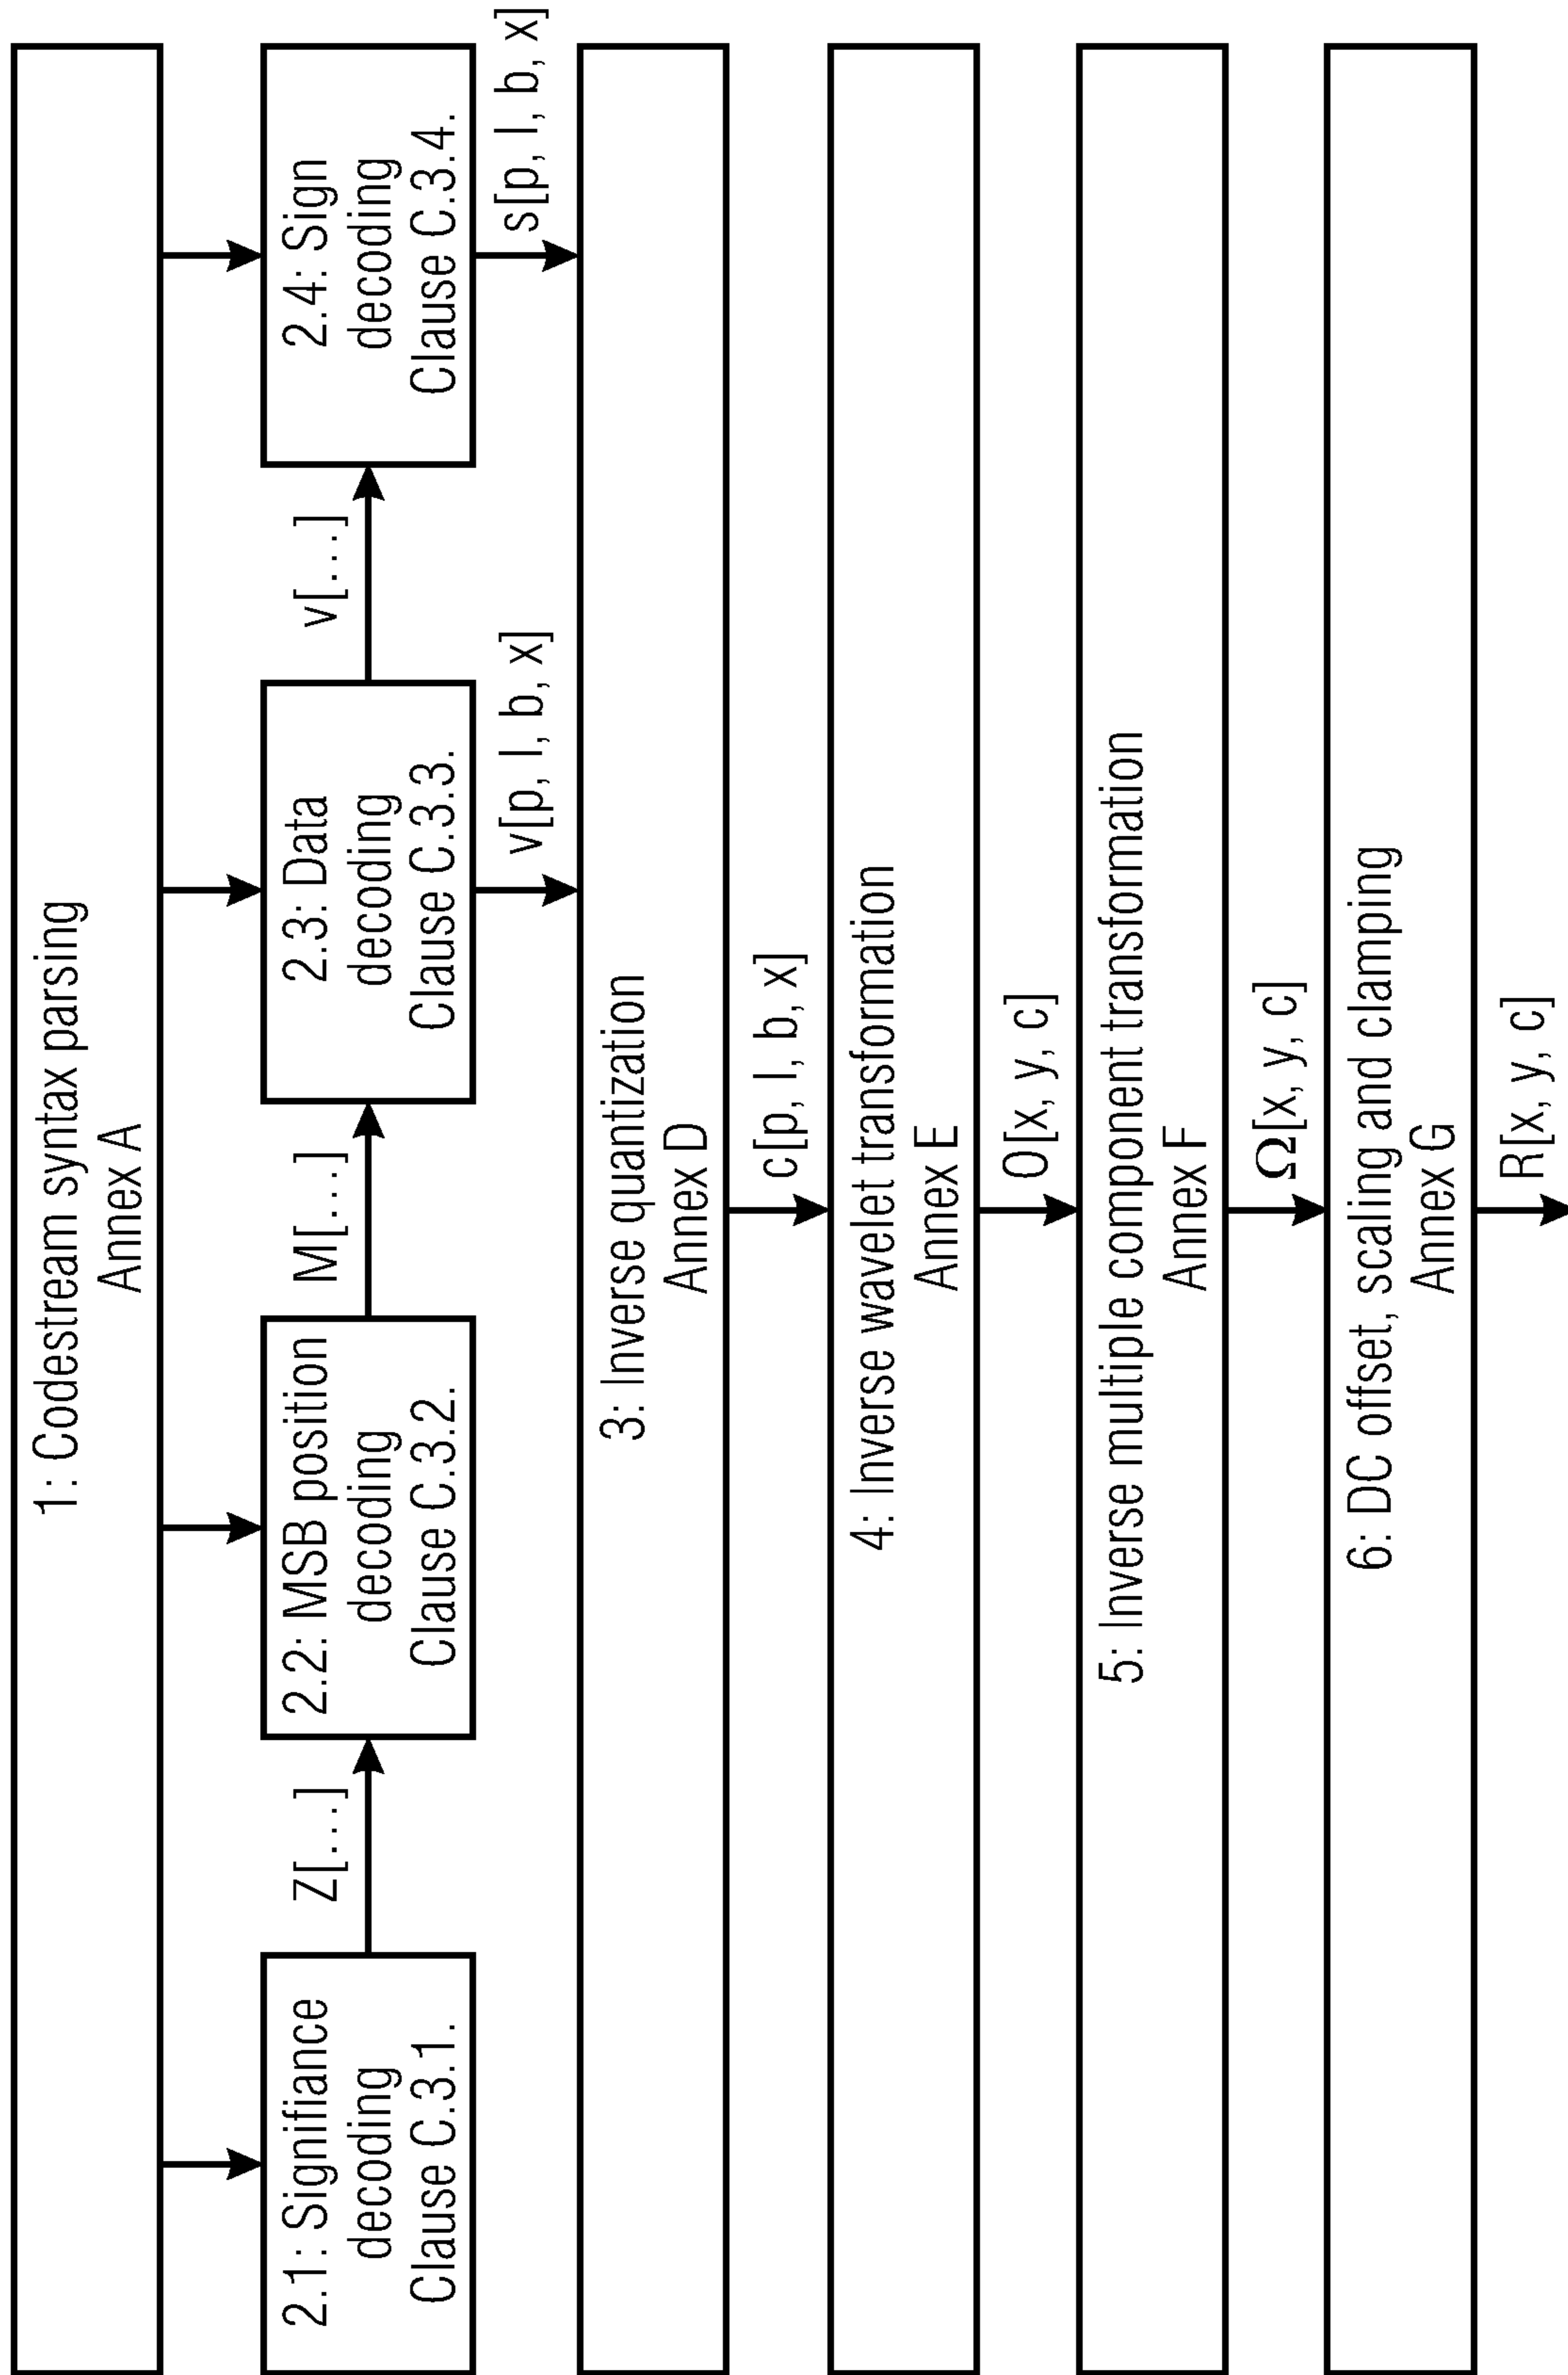 1: Codestream syntax parsing
Annex A
2.1: Signifiance
decoding
Clause C.3.1.
Z[...]
2.2: MSB position
decoding
Clause C.3.2.
M[...]
2.3: Data
decoding
Clause C.3.3.
v[...]
2.4: Sign
decoding
Clause C.3.4.
v[p, l, b, x]
s[p, l, b, x]
3: Inverse quantization
Annex D
c[p, l, b, x]
4: Inverse wavelet transformation
Annex E
O[x, y, c]
5: Inverse multiple component transformation
Annex F
Ω[x, y, c]
6: DC offset, scaling and clamping
Annex G
R[x, y, c]